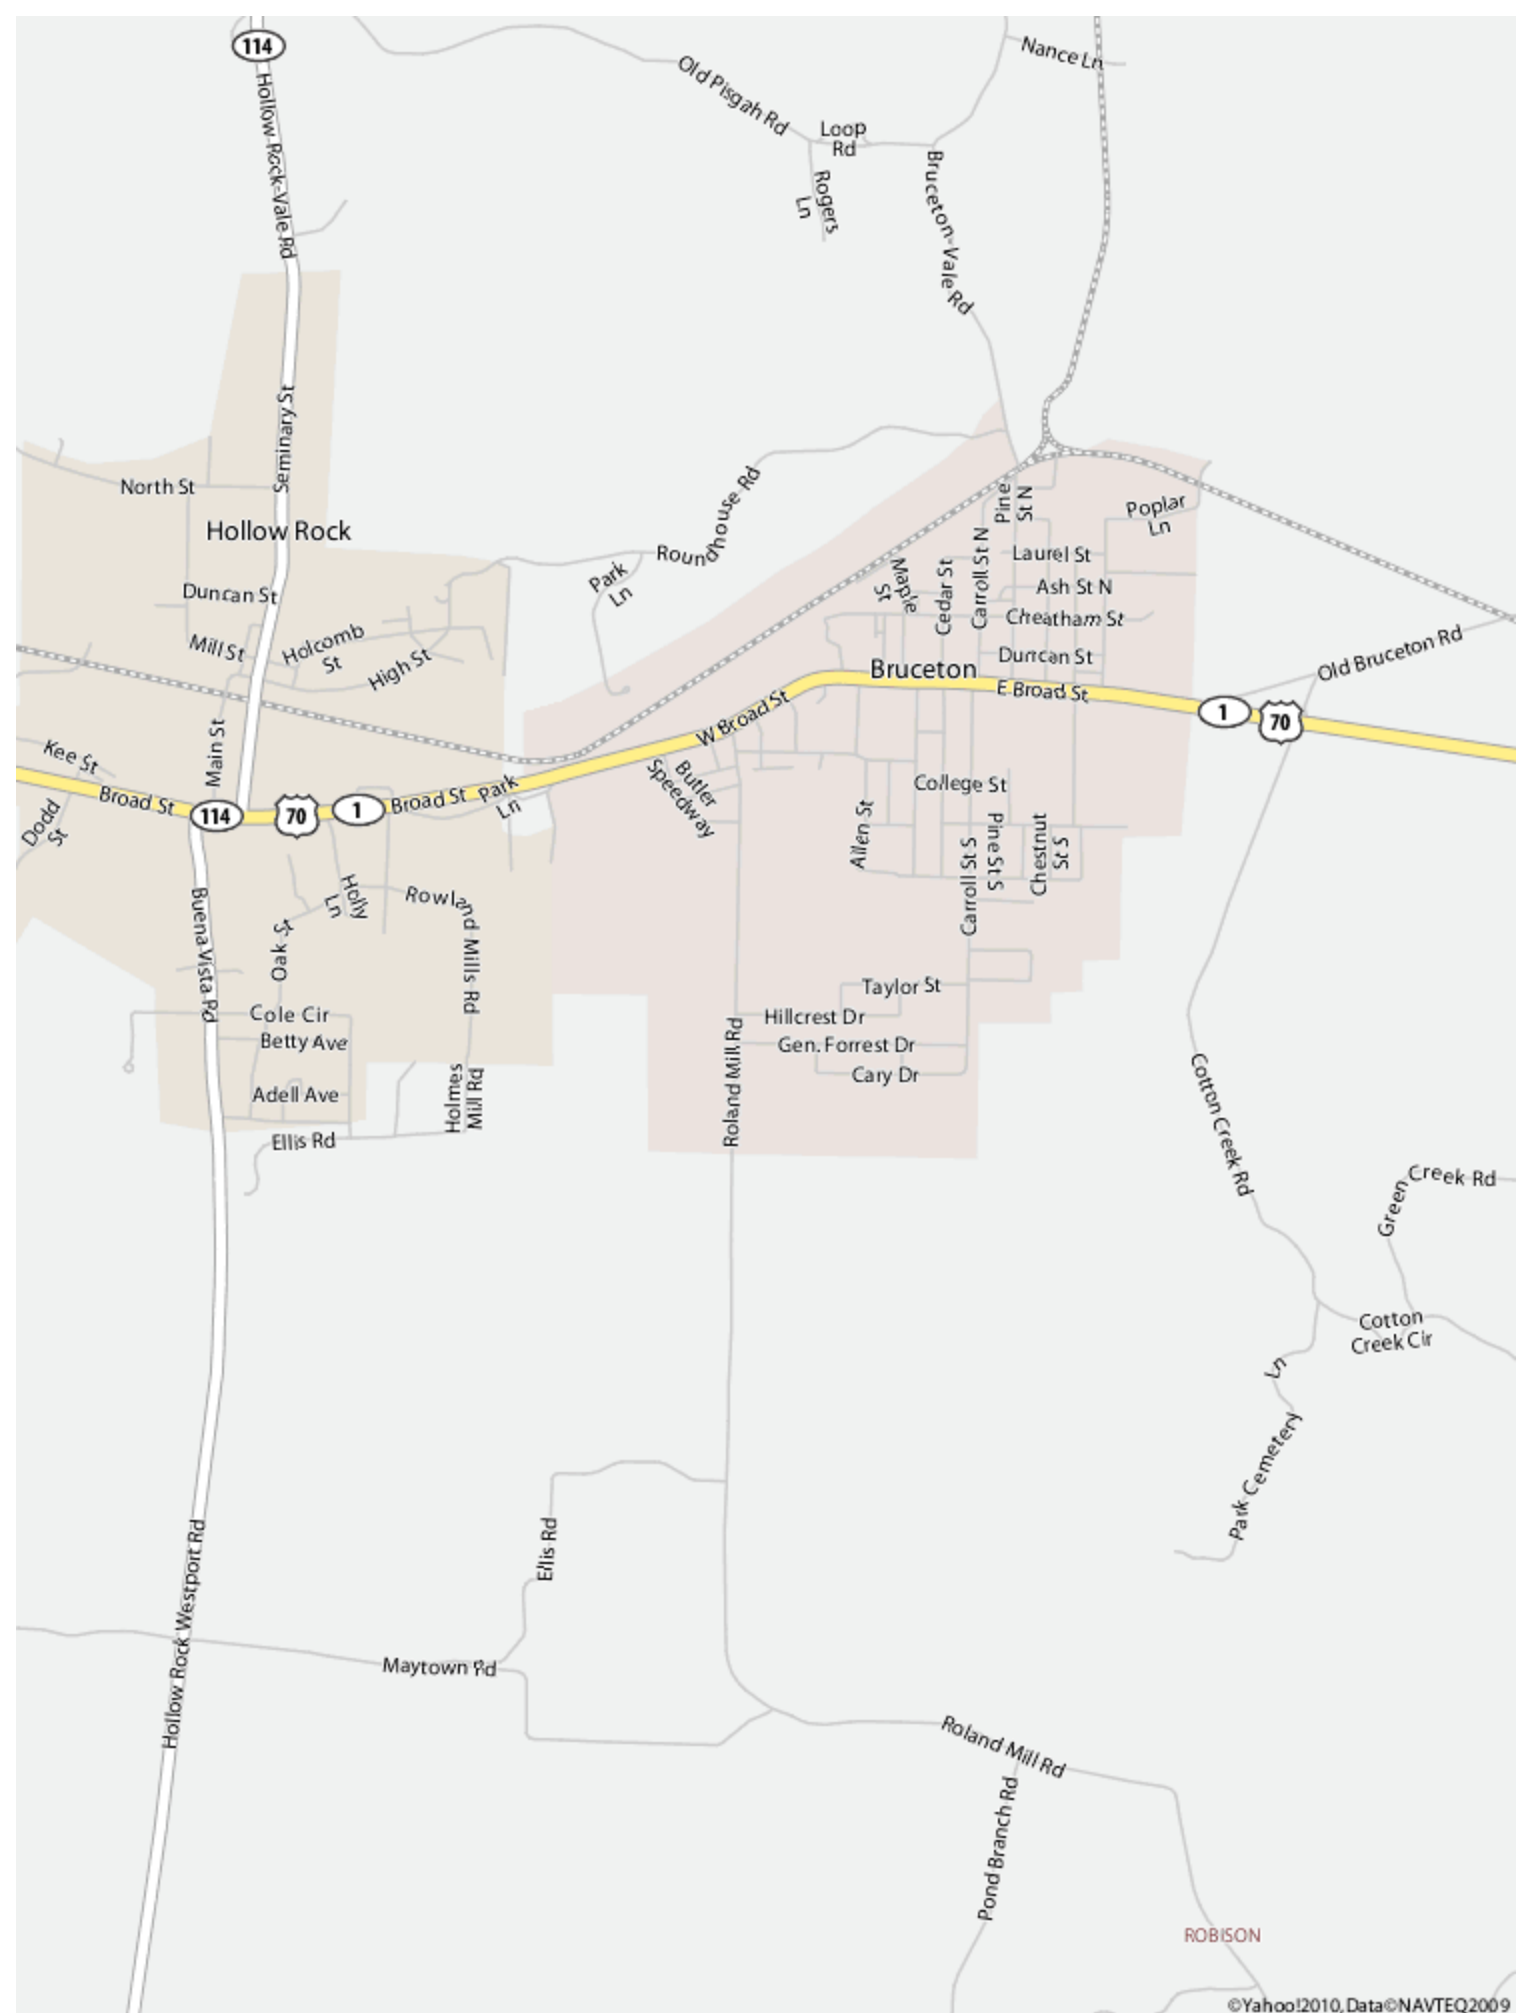 114
Nance Ln
Old Pisgah Rd
Hollow-Rock-Vale Rd
Loop
Rd
Rogers
Ln
Bruceton-Vale Rd
Seminary St
North St
Hollow Rock
Roundhouse Rd
Park
Ln
Pine
St N
Poplar
Ln
Laurel St
Ash St N
Cheatham St
Maple
St
Cedar St
Carroll St N
Duncan St
Duncan St
Mill St
Holcomb
St
High St
Bruceton
E Broad St
Old Bruceton Rd
1
70
W Broad St
Main St
Kee St
Broad St
114
70
1
Broad St
Park
Ln
Butler
Speedway
Dodd
St
College St
Allen St
Carroll St S
Pine St S
Chestnut
St S
Holly
Ln
Rowland Mills Rd
Buena Vista Rd
Oak St
Cole Cir
Betty Ave
Adell Ave
Ellis Rd
Holmes
Mill Rd
Taylor St
Hillcrest Dr
Gen. Forrest Dr
Cary Dr
Roland Mill Rd
Cotton Creek Rd
Green Creek Rd
Cotton
Creek Cir
Park Cemetery Ln
Ellis Rd
Hollow Rock Westport Rd
Maytown Rd
Roland Mill Rd
Pond Branch Rd
ROBISON
©Yahoo!2010, Data©NAVTEQ2009